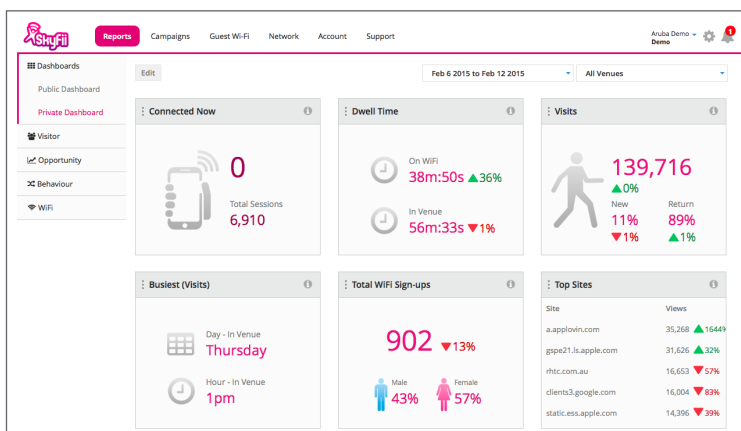 Skyfii
Reports Campaigns Guest Wi-Fi Network Account Support
Aruba Demo
Demo
1
Dashboards
Public Dashboard
Private Dashboard
Visitor
Opportunity
Behaviour
WiFi
Edit
Feb 6 2015 to Feb 12 2015
All Venues
Connected Now
0
Total Sessions
6,910
Dwell Time
On WiFi
38m:50s ▲36%
In Venue
56m:33s ▼1%
Visits
139,716
▲0%
New Return
11% 89%
▼1% ▲1%
Busiest (Visits)
Day - In Venue
Thursday
Hour - In Venue
1pm
Total WiFi Sign-ups
902 ▼13%
Male Female
43% 57%
Top Sites
Site Views
a.applovin.com 35,268 ▲1644%
gspe21.ls.apple.com 31,626 ▲32%
rhtc.com.au 16,653 ▼57%
clients3.google.com 16,004 ▼83%
static.ess.apple.com 14,396 ▼39%